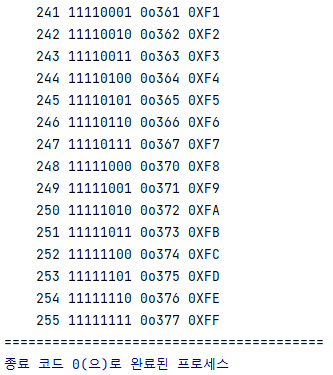 241 11110001 0o361 0XF1
242 11110010 0o362 0XF2
243 11110011 0o363 0XF3
244 11110100 0o364 0XF4
245 11110101 0o365 0XF5
246 11110110 0o366 0XF6
247 11110111 0o367 0XF7
248 11111000 0o370 0XF8
249 11111001 0o371 0XF9
250 11111010 0o372 0XFA
251 11111011 0o373 0XFB
252 11111100 0o374 0XFC
253 11111101 0o375 0XFD
254 11111110 0o376 0XFE
255 11111111 0o377 0XFF
========================================
종료 코드 0(으)로 완료된 프로세스